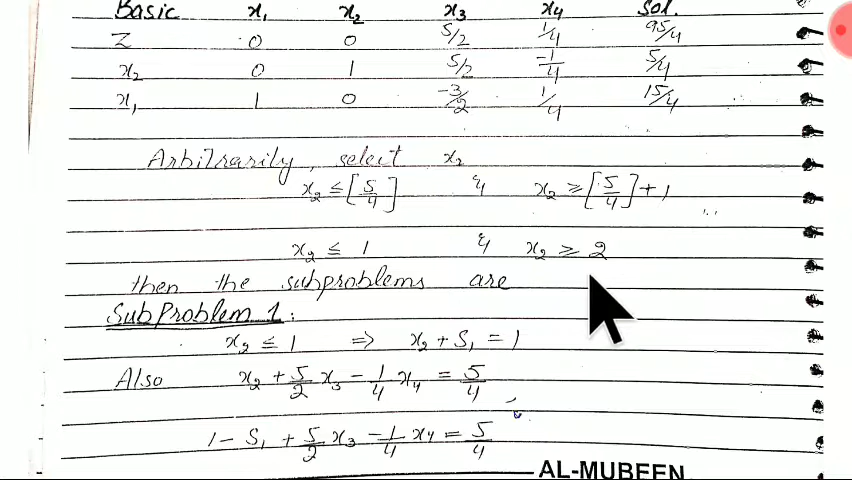 Basic x₁ x₂ x₃ x₄ Sol.
Z 0 0 5/2 1/4 95/4
x₂ 0 1 5/2 -1/4 5/4
x₁ 1 0 -3/2 1/4 15/4
Arbitrarily, select x₂
x₂ ≤ [5/4] & x₂ ≥ [5/4] + 1
x₂ ≤ 1 & x₂ ≥ 2
then the subproblems are
SubProblem 1:
x₂ ≤ 1 ⇒ x₂ + S₁ = 1
Also x₂ + 5/2 x₃ - 1/4 x₄ = 5/4
1 - S₁ + 5/2 x₃ - 1/4 x₄ = 5/4
AL-MUBEEN